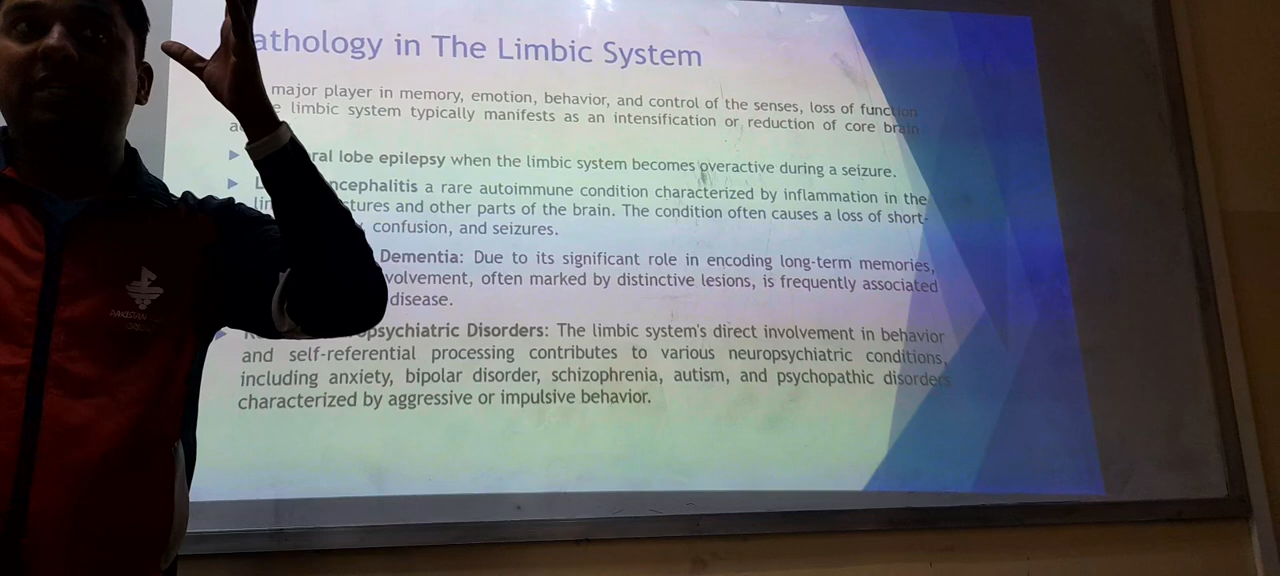 athology in The Limbic System
major player in memory, emotion, behavior, and control of the senses, loss of function
e limbic system typically manifests as an intensification or reduction of core brain
a
ral lobe epilepsy when the limbic system becomes overactive during a seizure.
L ncephalitis a rare autoimmune condition characterized by inflammation in the
lim tures and other parts of the brain. The condition often causes a loss of short-
confusion, and seizures.
Dementia: Due to its significant role in encoding long-term memories,
volvement, often marked by distinctive lesions, is frequently associated
disease.
psychiatric Disorders: The limbic system's direct involvement in behavior
and self-referential processing contributes to various neuropsychiatric conditions,
including anxiety, bipolar disorder, schizophrenia, autism, and psychopathic disorders
characterized by aggressive or impulsive behavior.
PAKISTAN